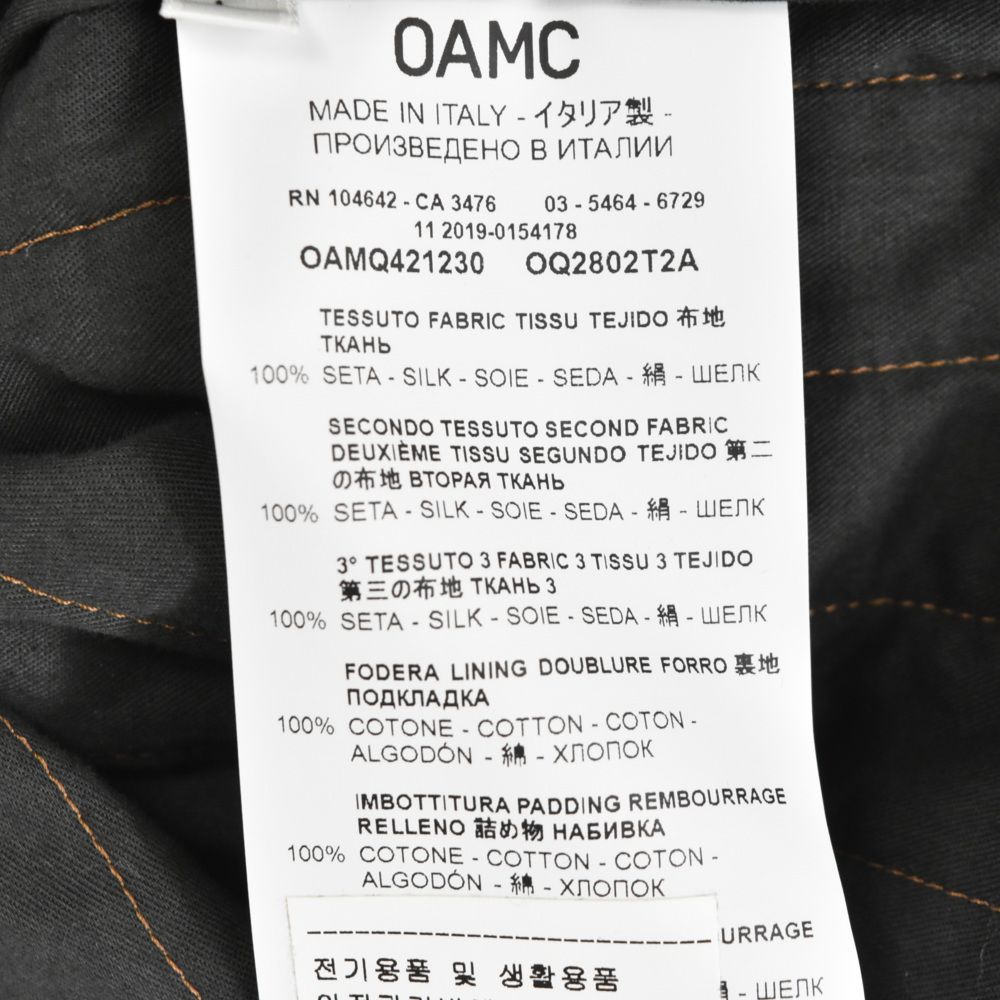 OAMC
MADE IN ITALY - イタリア製 -
ПРОИЗВЕДЕНО В ИТАЛИИ
RN 104642 - CA 3476 03 - 5464 - 6729
11 2019-0154178
OAMQ421230 OQ2802T2A
TESSUTO FABRIC TISSU TEJIDO 布地
ТКАНЬ
100% SETA - SILK - SOIE - SEDA - 絹 - ШЕЛК
SECONDO TESSUTO SECOND FABRIC
DEUXIÈME TISSU SEGUNDO TEJIDO 第二
の布地 ВТОРАЯ ТКАНЬ
100% SETA - SILK - SOIE - SEDA - 絹 - ШЕЛК
3° TESSUTO 3 FABRIC 3 TISSU 3 TEJIDO
第三の布地 ТКАНЬ 3
100% SETA - SILK - SOIE - SEDA - 絹 - ШЕЛК
FODERA LINING DOUBLURE FORRO 裏地
ПОДКЛАДКА
100% COTONE - COTTON - COTON -
ALGODÓN - 綿 - ХЛОПОК
IMBOTTITURA PADDING REMBOURRAGE
RELLENO 詰め物 НАБИВКА
100% COTONE - COTTON - COTON -
ALGODÓN - 綿 - ХЛОПОК
URRAGE
전기용품 및 생활용품
- ШЕЛК